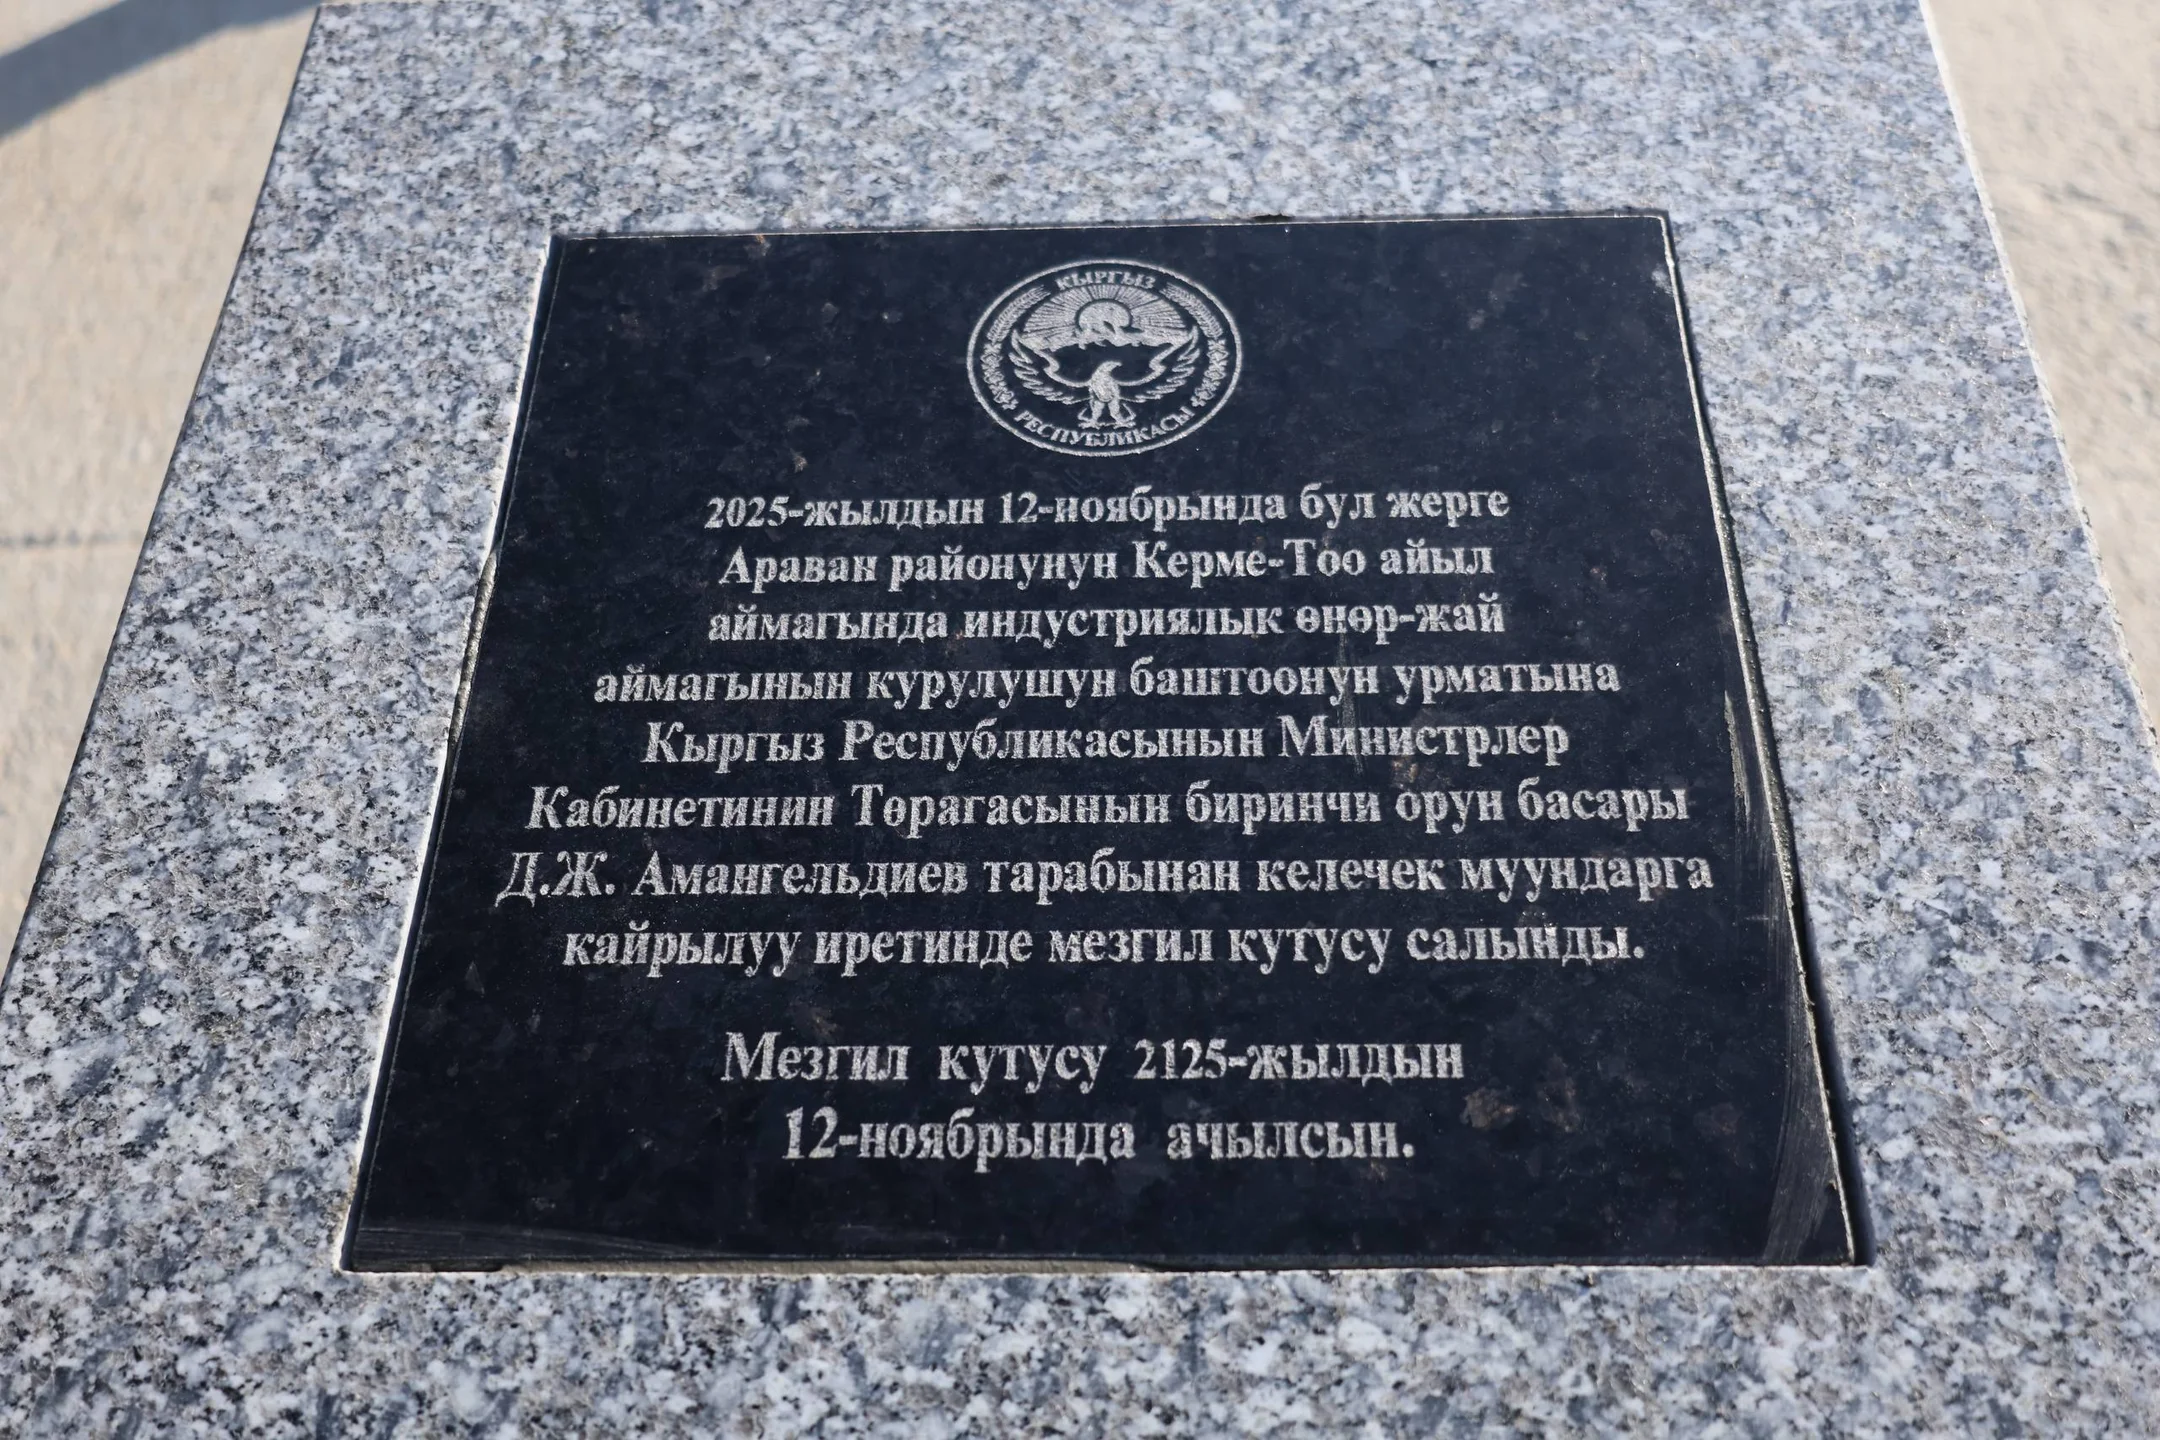 КЫРГЫЗ
РЕСПУБЛИКАСЫ
2025-жылдын 12-ноябрында бул жерге
Араван районунун Керме-Тоо айыл
аймагында индустриялык өнөр-жай
аймагынын курулушун баштоонун урматына
Кыргыз Республикасынын Министрлер
Кабинетинин Төрагасынын биринчи орун басары
Д.Ж. Амангельдиев тарабынан келечек муундарга
кайрылуу иретинде мезгил кутусу салынды.
Мезгил кутусу 2125-жылдын
12-ноябрында ачылсын.